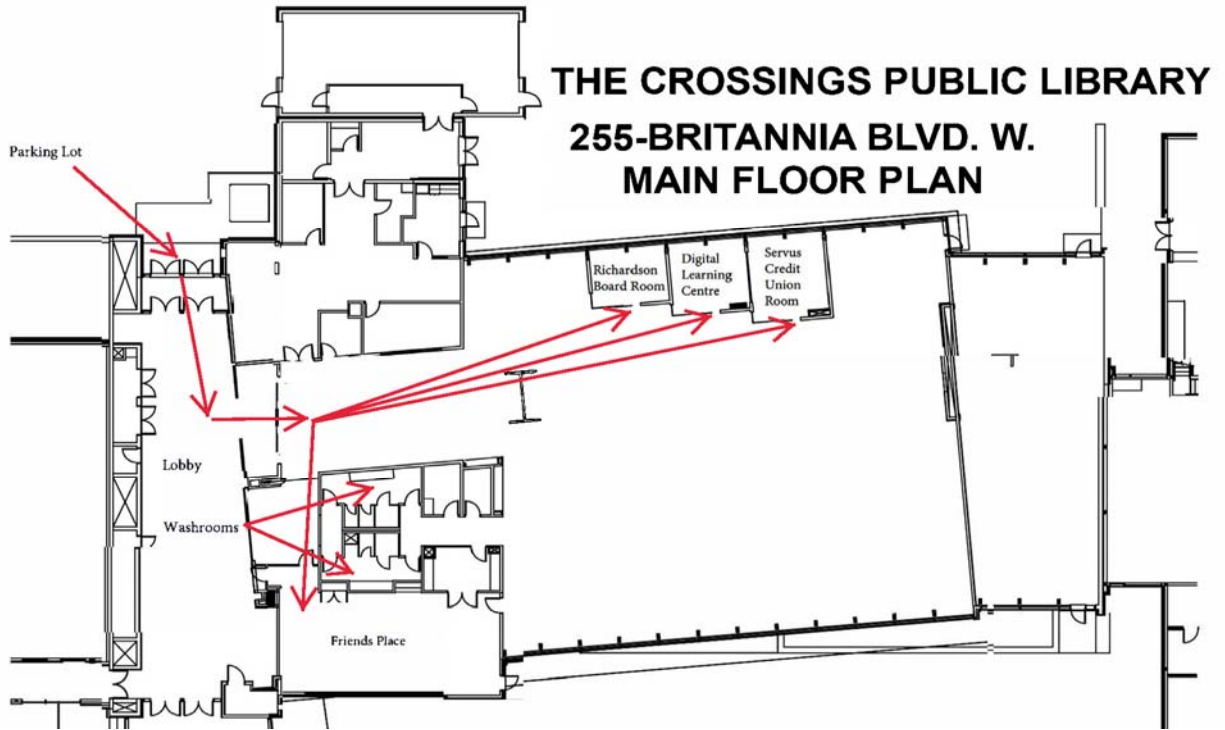 THE CROSSINGS PUBLIC LIBRARY
255-BRITANNIA BLVD. W.
MAIN FLOOR PLAN
Parking Lot
Richardson
Board Room
Digital
Learning
Centre
Servus
Credit
Union
Room
Lobby
Washrooms
Friends Place